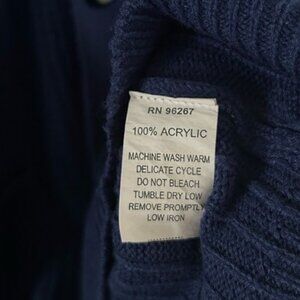 RN 96267
100% ACRYLIC
MACHINE WASH WARM
DELICATE CYCLE
DO NOT BLEACH
TUMBLE DRY LOW
REMOVE PROMPTLY
LOW IRON